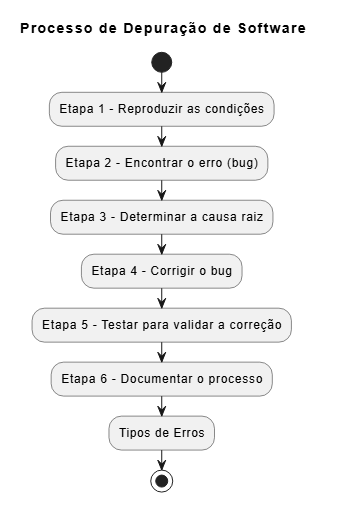 Processo de Depuração de Software
Etapa 1 - Reproduzir as condições
Etapa 2 - Encontrar o erro (bug)
Etapa 3 - Determinar a causa raiz
Etapa 4 - Corrigir o bug
Etapa 5 - Testar para validar a correção
Etapa 6 - Documentar o processo
Tipos de Erros